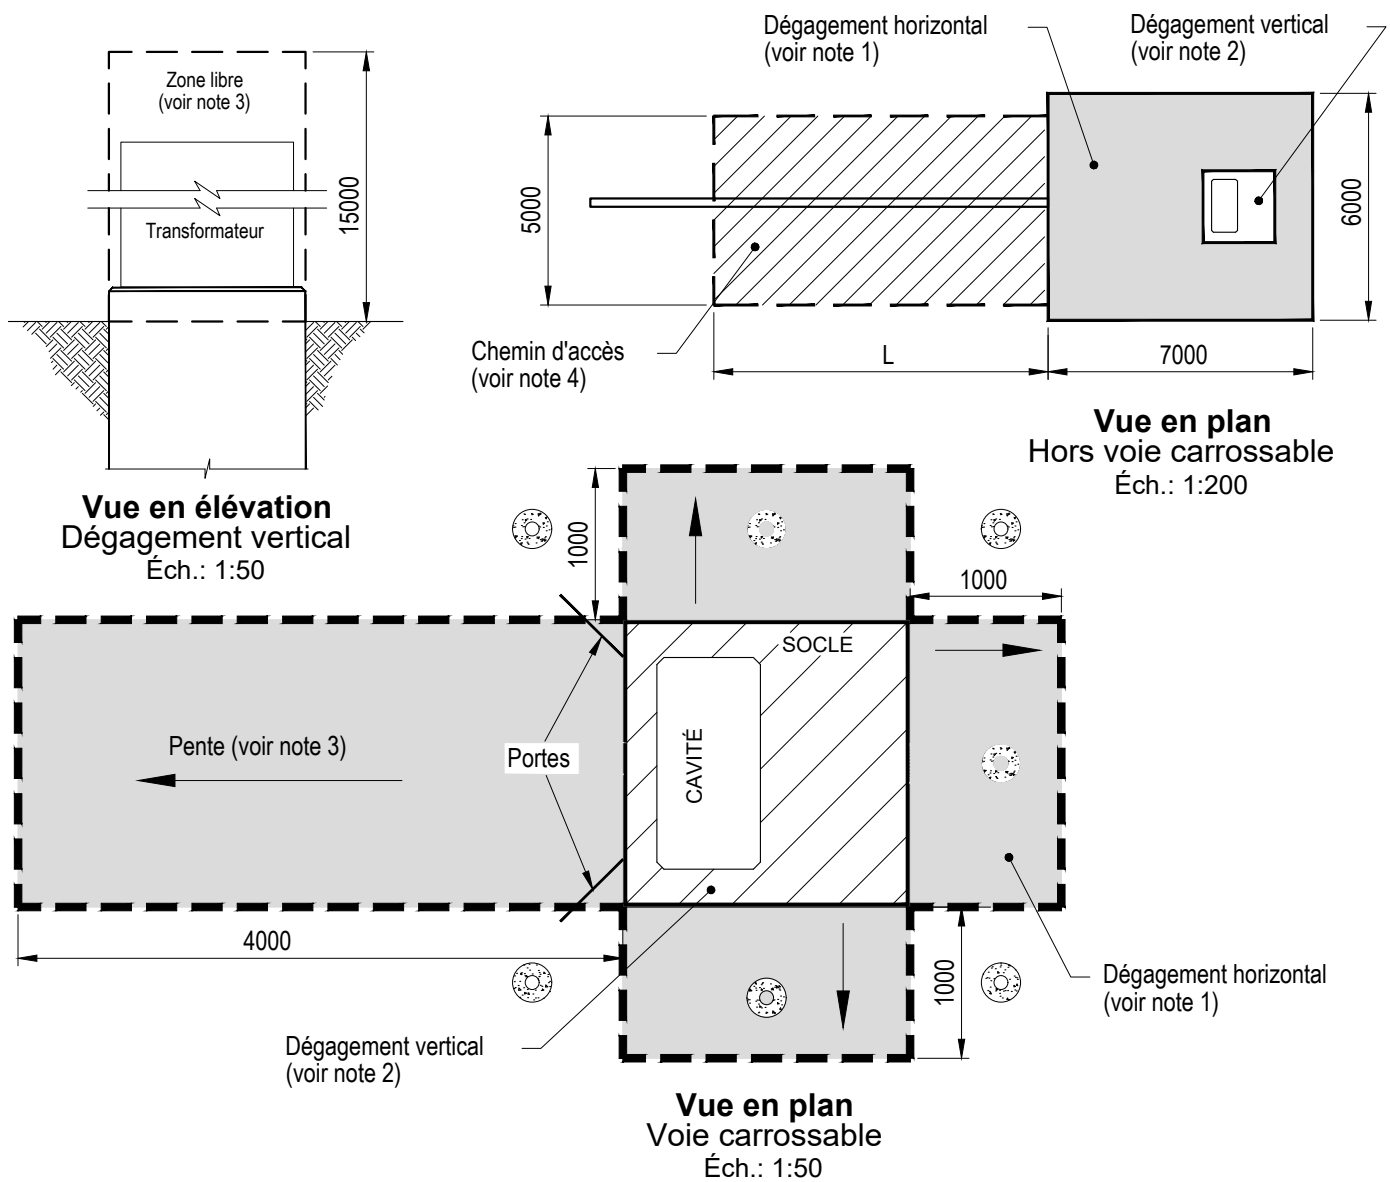 Zone libre
(voir note 3)
Transformateur
15000
Vue en élévation
Dégagement vertical
Éch.: 1:50
Dégagement horizontal
(voir note 1)
Dégagement vertical
(voir note 2)
5000
6000
Chemin d'accès
(voir note 4)
L
7000
Vue en plan
Hors voie carrossable
Éch.: 1:200
1000
1000
SOCLE
Pente (voir note 3)
Portes
CAVITÉ
4000
1000
Dégagement horizontal
(voir note 1)
Dégagement vertical
(voir note 2)
Vue en plan
Voie carrossable
Éch.: 1:50